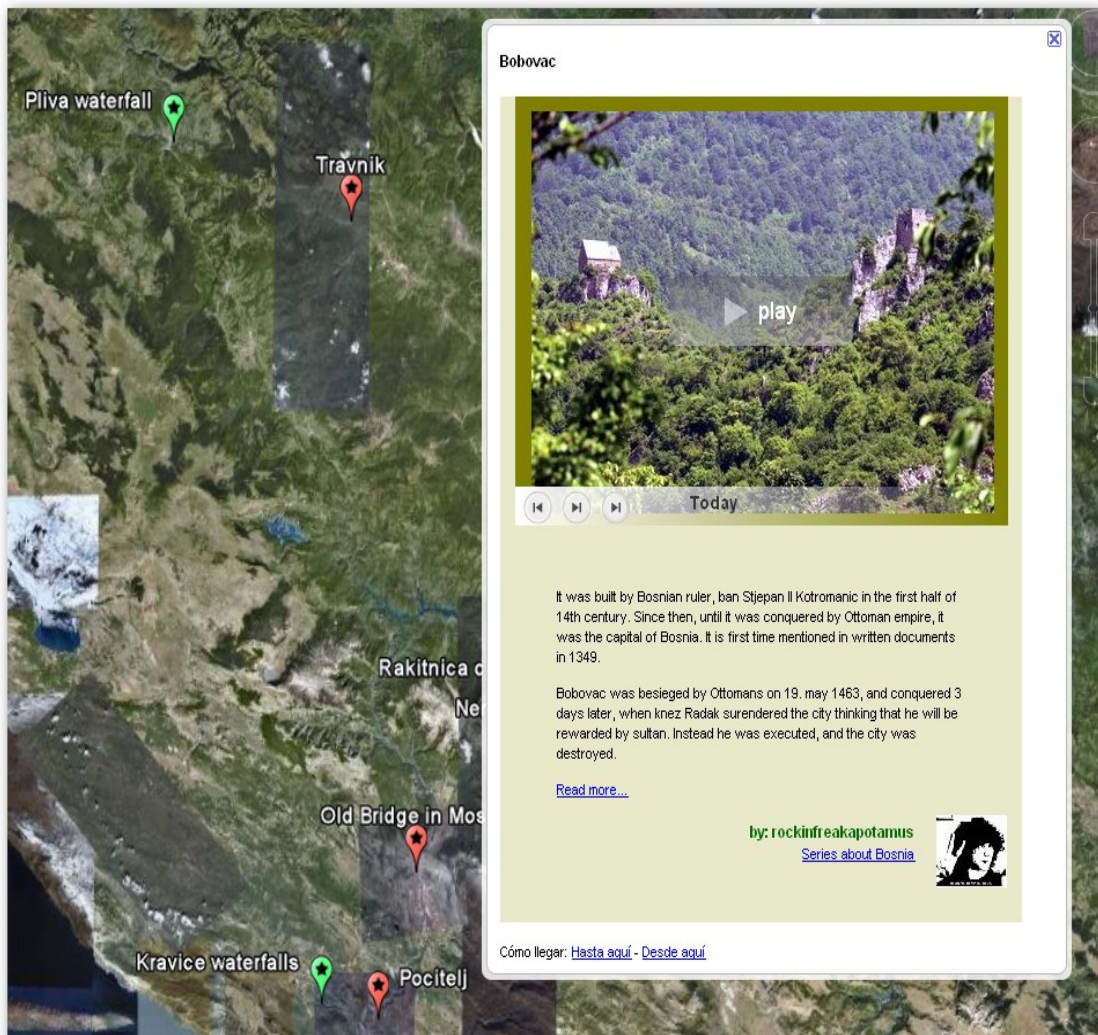 Bobovac
Pliva waterfall
Travnik
play
Today
It was built by Bosnian ruler, ban Stjepan II Kotromanic in the first half of
14th century. Since then, until it was conquered by Ottoman empire, it
was the capital of Bosnia. It is first time mentioned in written documents
in 1349.
Bobovac was besieged by Ottomans on 19. may 1463, and conquered 3
days later, when knez Radak surendered the city thinking that he will be
rewarded by sultan. Instead he was executed, and the city was
destroyed.
Read more...
by: rockinfreakapotamus
Series about Bosnia
Cómo llegar: Hasta aquí - Desde aquí
Rakitnica c
Ner
Old Bridge in Mos
Kravice waterfalls
Pocitelj